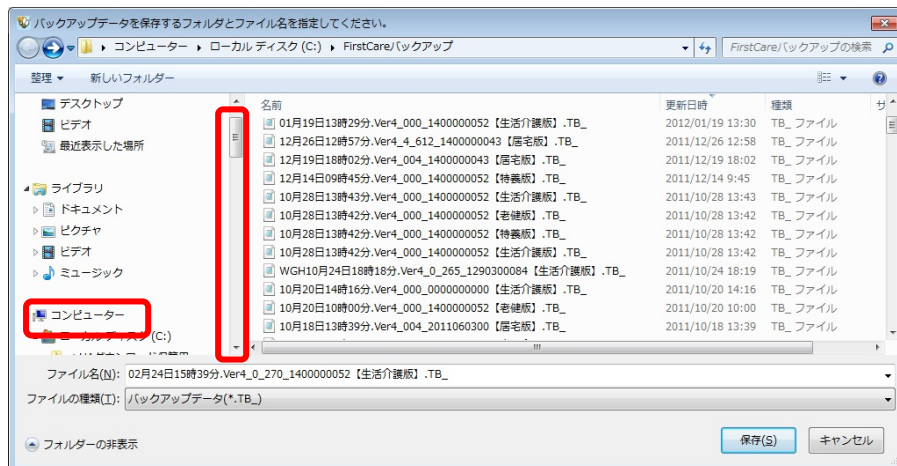 バックアップデータを保存するフォルダとファイル名を指定してください。
コンピューター ▸ ローカル ディスク (C:) ▸ FirstCareバックアップ
FirstCareバックアップの検索
整理 新しいフォルダー
デスクトップ
ビデオ
最近表示した場所
ライブラリ
ドキュメント
ピクチャ
ビデオ
ミュージック
コンピューター
ローカル ディスク (C:)
名前 更新日時 種類 サ
01月19日13時29分.Ver4_000_1400000052【生活介護版】.TB_ 2012/01/19 13:30 TB_ ファイル
12月26日12時57分.Ver4_4_612_1400000043【居宅版】.TB_ 2011/12/26 12:58 TB_ ファイル
12月19日18時02分.Ver4_004_1400000043【居宅版】.TB_ 2011/12/19 18:02 TB_ ファイル
12月14日09時45分.Ver4_000_1400000052【特養版】.TB_ 2011/12/14 9:45 TB_ ファイル
10月28日13時43分.Ver4_000_1400000052【生活介護版】.TB_ 2011/10/28 13:43 TB_ ファイル
10月28日13時42分.Ver4_000_1400000052【老健版】.TB_ 2011/10/28 13:42 TB_ ファイル
10月28日13時42分.Ver4_000_1400000052【特養版】.TB_ 2011/10/28 13:42 TB_ ファイル
10月28日13時42分.Ver4_000_1400000052【生活介護版】.TB_ 2011/10/28 13:42 TB_ ファイル
WGH10月24日18時18分.Ver4_0_265_1290300084【生活介護版】.TB_ 2011/10/24 18:19 TB_ ファイル
10月20日14時16分.Ver4_000_0000000000【生活介護版】.TB_ 2011/10/20 14:16 TB_ ファイル
10月20日10時00分.Ver4_000_1400000052【老健版】.TB_ 2011/10/20 10:00 TB_ ファイル
10月18日13時39分.Ver4_004_2011060300【居宅版】.TB_ 2011/10/18 13:39 TB_ ファイル
ファイル名(N): 02月24日15時39分.Ver4_0_270_1400000052【生活介護版】.TB_
ファイルの種類(T): バックアップデータ(*.TB_)
フォルダーの非表示
保存(S) キャンセル